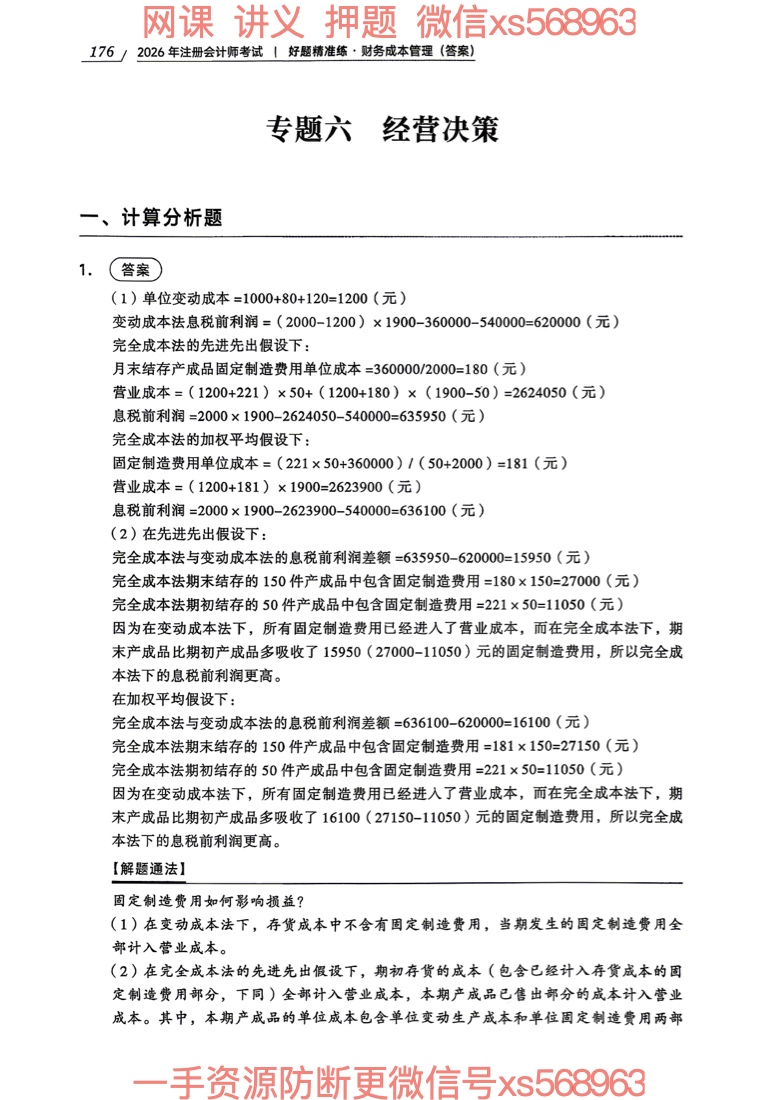 网课 讲义 押题 微信xs568963
176 / 2026 年注册会计师考试 | 好题精准练·财务成本管理（答案）
专题六 经营决策
一、计算分析题
1. 答案
（1）单位变动成本 =1000+80+120=1200（元）
变动成本法息税前利润 =（2000-1200）×1900-360000-540000=620000（元）
完全成本法的先进先出假设下：
月末结存产成品固定制造费用单位成本 =360000/2000=180（元）
营业成本 =（1200+221）×50+（1200+180）×（1900-50）=2624050（元）
息税前利润 =2000×1900-2624050-540000=635950（元）
完全成本法的加权平均假设下：
固定制造费用单位成本 =（221×50+360000）/（50+2000）=181（元）
营业成本 =（1200+181）×1900=2623900（元）
息税前利润 =2000×1900-2623900-540000=636100（元）
（2）在先进先出假设下：
完全成本法与变动成本法的息税前利润差额 =635950-620000=15950（元）
完全成本法期末结存的 150 件产成品中包含固定制造费用 =180×150=27000（元）
完全成本法期初结存的 50 件产成品中包含固定制造费用 =221×50=11050（元）
因为在变动成本法下，所有固定制造费用已经进入了营业成本，而在完全成本法下，期
末产成品比期初产成品多吸收了 15950（27000-11050）元的固定制造费用，所以完全成
本法下的息税前利润更高。
在加权平均假设下：
完全成本法与变动成本法的息税前利润差额 =636100-620000=16100（元）
完全成本法期末结存的 150 件产成品中包含固定制造费用 =181×150=27150（元）
完全成本法期初结存的 50 件产成品中包含固定制造费用 =221×50=11050（元）
因为在变动成本法下，所有固定制造费用已经进入了营业成本，而在完全成本法下，期
末产成品比期初产成品多吸收了 16100（27150-11050）元的固定制造费用，所以完全成
本法下的息税前利润更高。
【解题通法】
固定制造费用如何影响损益？
（1）在变动成本法下，存货成本中不含有固定制造费用，当期发生的固定制造费用全
部计入营业成本。
（2）在完全成本法的先进先出假设下，期初存货的成本（包含已经计入存货成本的固
定制造费用部分，下同）全部计入营业成本，本期产成品已售出部分的成本计入营业
成本。其中，本期产成品的单位成本包含单位变动生产成本和单位固定制造费用两部
一手资源防断更微信号xs568963